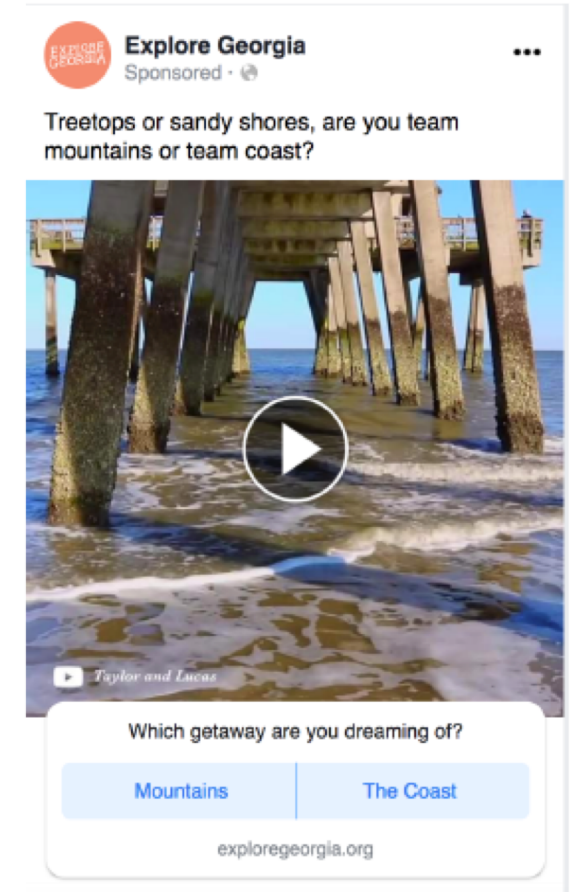 EXPLORE
GEORGIA
Explore Georgia
Sponsored ·
Treetops or sandy shores, are you team
mountains or team coast?
Taylor and Lucas
Which getaway are you dreaming of?
Mountains The Coast
exploregeorgia.org